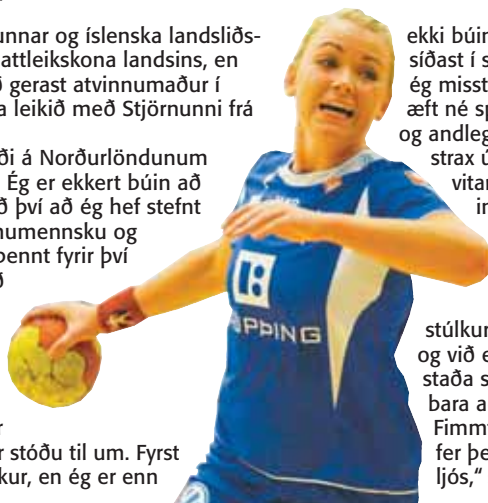 unnar og íslenska landsliðs-
attleikskona landsins, en
ð gerast atvinnumaður í
a leikið með Stjörnunni frá
ði á Norðurlöndunum
Ég er ekkert búin að
ð því að ég hef stefnt
numennsku og
pennt fyrir því
ð
r
r stóðu til um. Fyrst
kur, en ég er enn
PPING
ekki búin
síðast í s
ég misst
æft né sp
og andleg
strax ú
vitar
in
stúlkur
og við e
staða s
bara a
Fimmt
fer þe
ljós,“